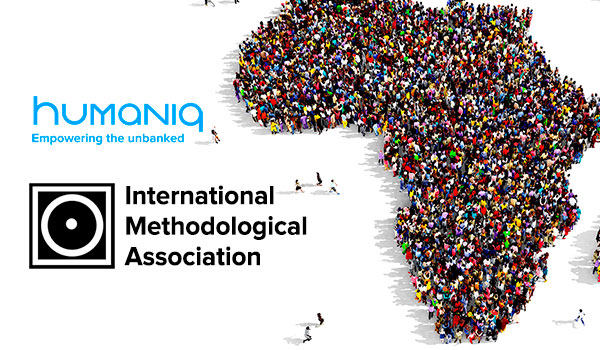 humaniq
Empowering the unbanked
International
Methodological
Association